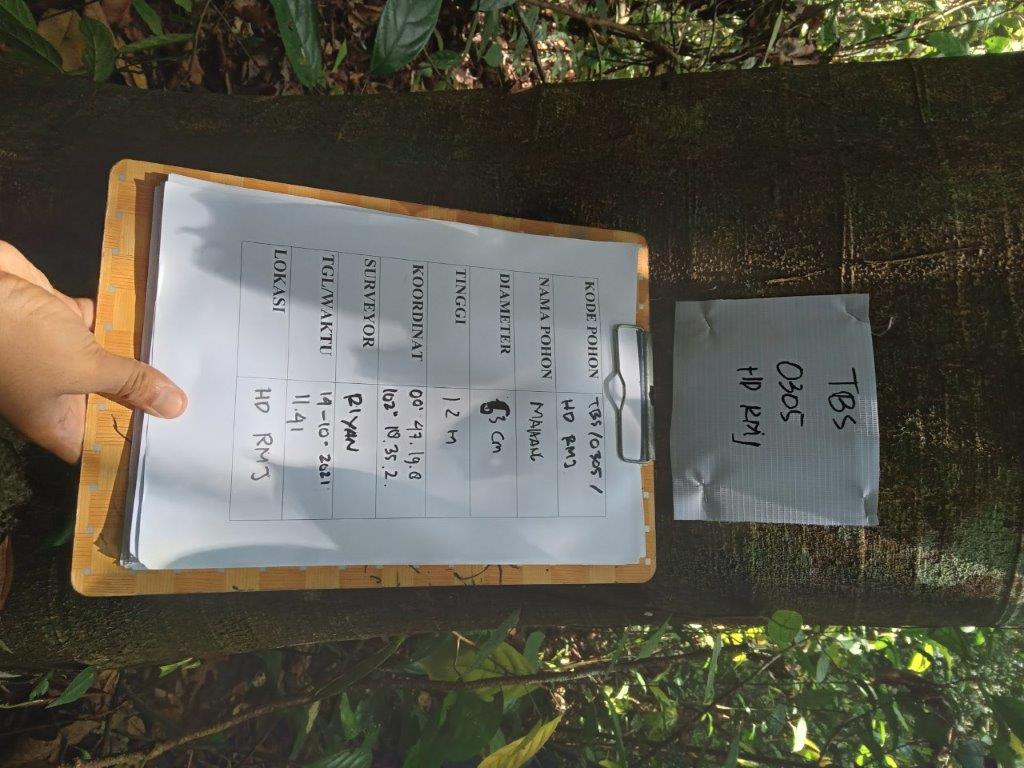 TBS
0305
HD RMJ
KODE POHON TBS/0305/ HD RMJ
NAMA POHON
DIAMETER 63 cm
TINGGI 12 m
KOORDINAT 00° 47. 19.8 102° 18. 35.2.
SURVEYOR RIYAN
TGL/WAKTU 19-10-2021 11.41
LOKASI HD RMJ